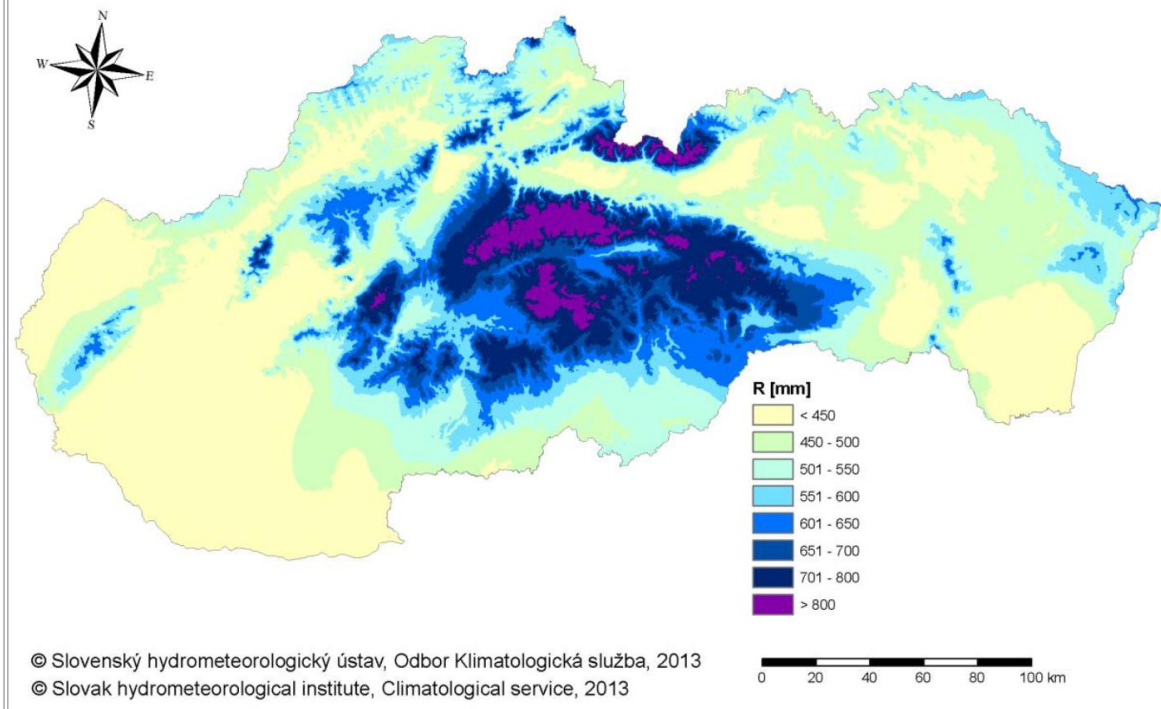 N
W E
S
R [mm]
< 450
450 - 500
501 - 550
551 - 600
601 - 650
651 - 700
701 - 800
> 800
© Slovenský hydrometeorologický ústav, Odbor Klimatologická služba, 2013
© Slovak hydrometeorological institute, Climatological service, 2013
0 20 40 60 80 100 km